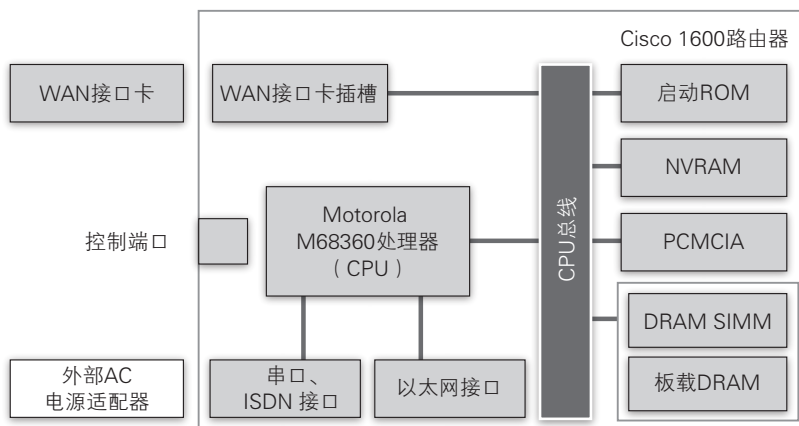 Cisco 1600路由器
WAN接口卡
WAN接口卡插槽
启动ROM
NVRAM
控制端口
Motorola
M68360处理器
（CPU）
CPU总线
PCMCIA
DRAM SIMM
外部AC
电源适配器
串口、
ISDN 接口
以太网接口
板载DRAM